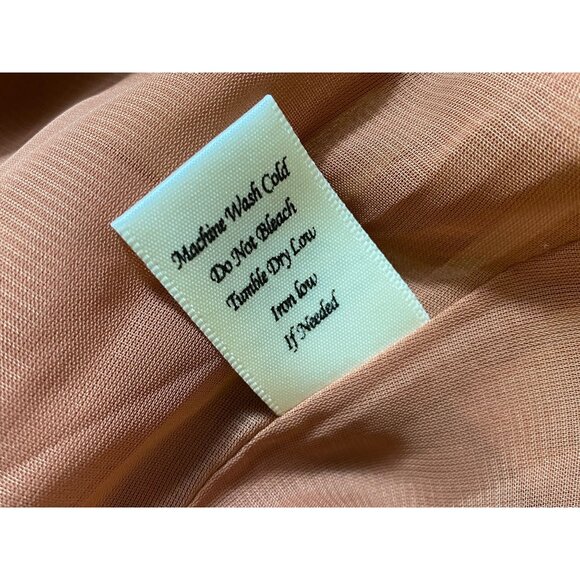 Machine Wash Cold
Do Not Bleach
Tumble Dry Low
Iron low
If Needed